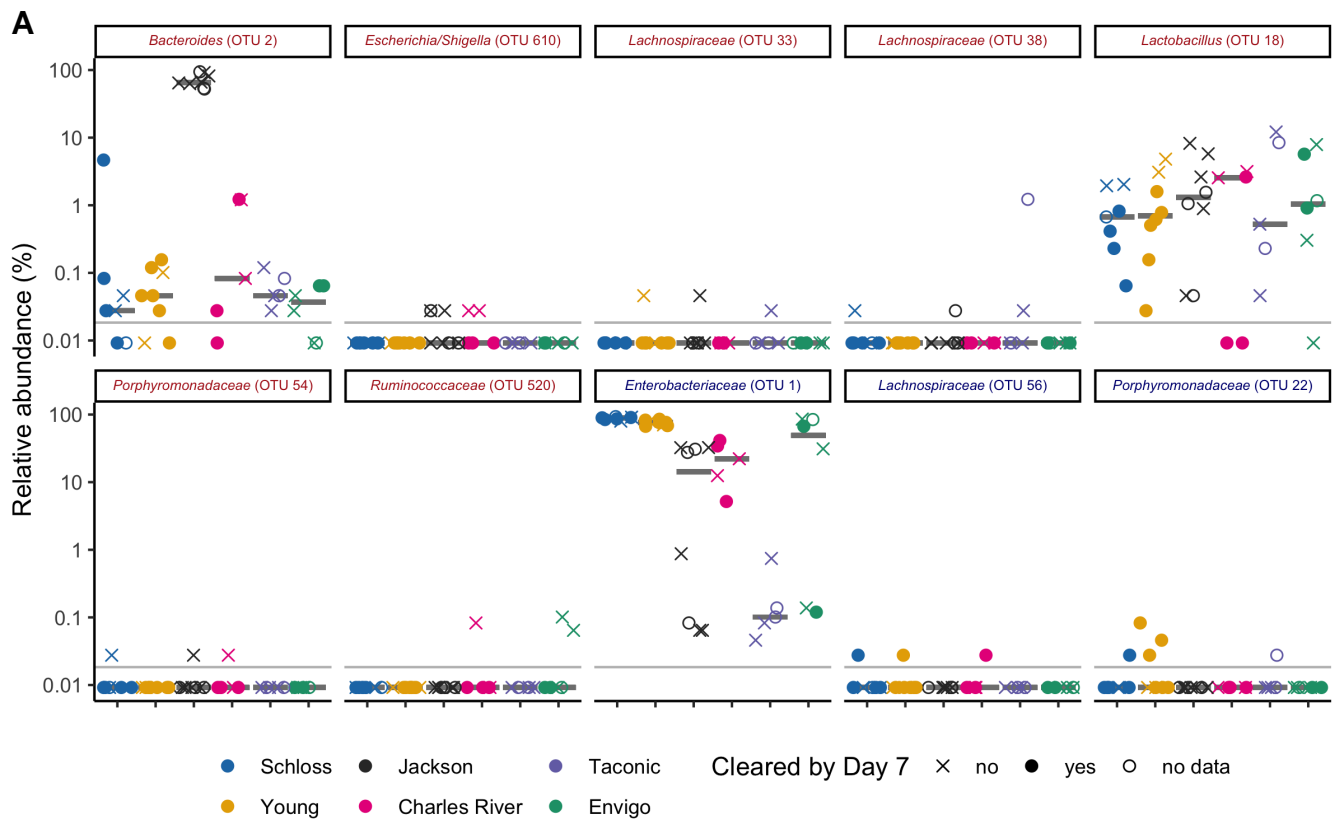 A
Bacteroides (OTU 2)
Escherichia/Shigella (OTU 610)
Lachnospiraceae (OTU 33)
Lachnospiraceae (OTU 38)
Lactobacillus (OTU 18)
100
10
1
0.1
0.01
Relative abundance (%)
Porphyromonadaceae (OTU 54)
Ruminococcaceae (OTU 520)
Enterobacteriaceae (OTU 1)
Lachnospiraceae (OTU 56)
Porphyromonadaceae (OTU 22)
100
10
1
0.1
0.01
Schloss
Jackson
Taconic
Young
Charles River
Envigo
Cleared by Day 7
no
yes
no data